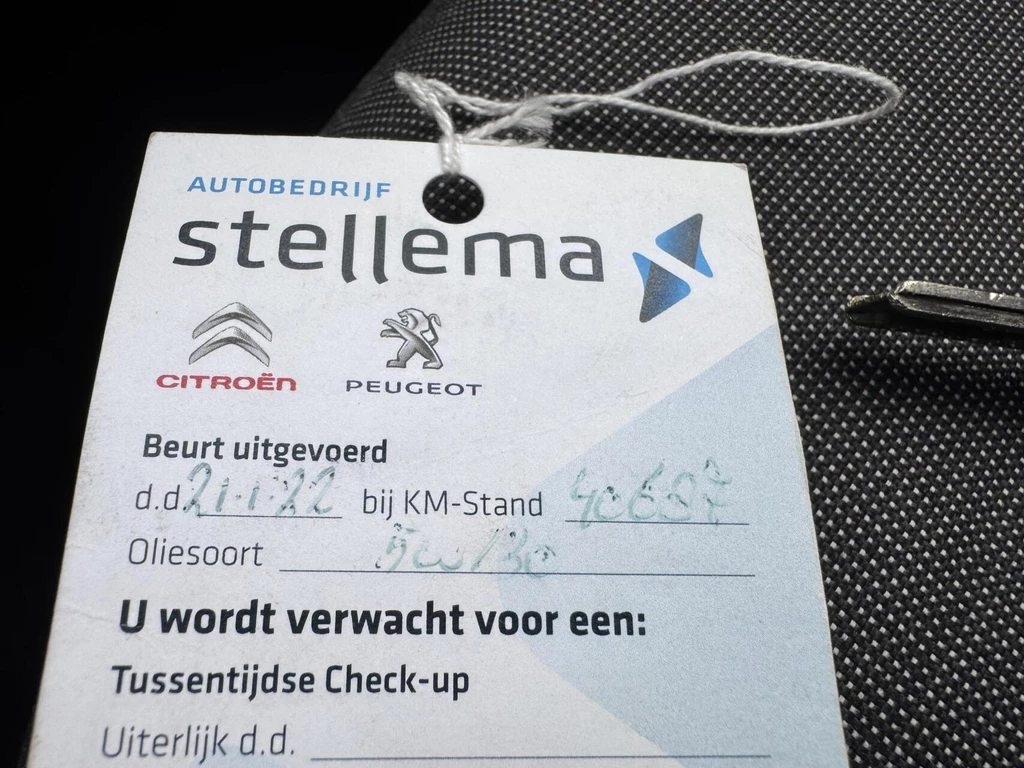 AUTOBEDRIJF
stellema
CITROËN PEUGEOT
Beurt uitgevoerd
d.d. 21-1-22 bij KM-Stand 40687
Oliesoort 5w/30
U wordt verwacht voor een:
Tussentijdse Check-up
Uiterlijk d.d.